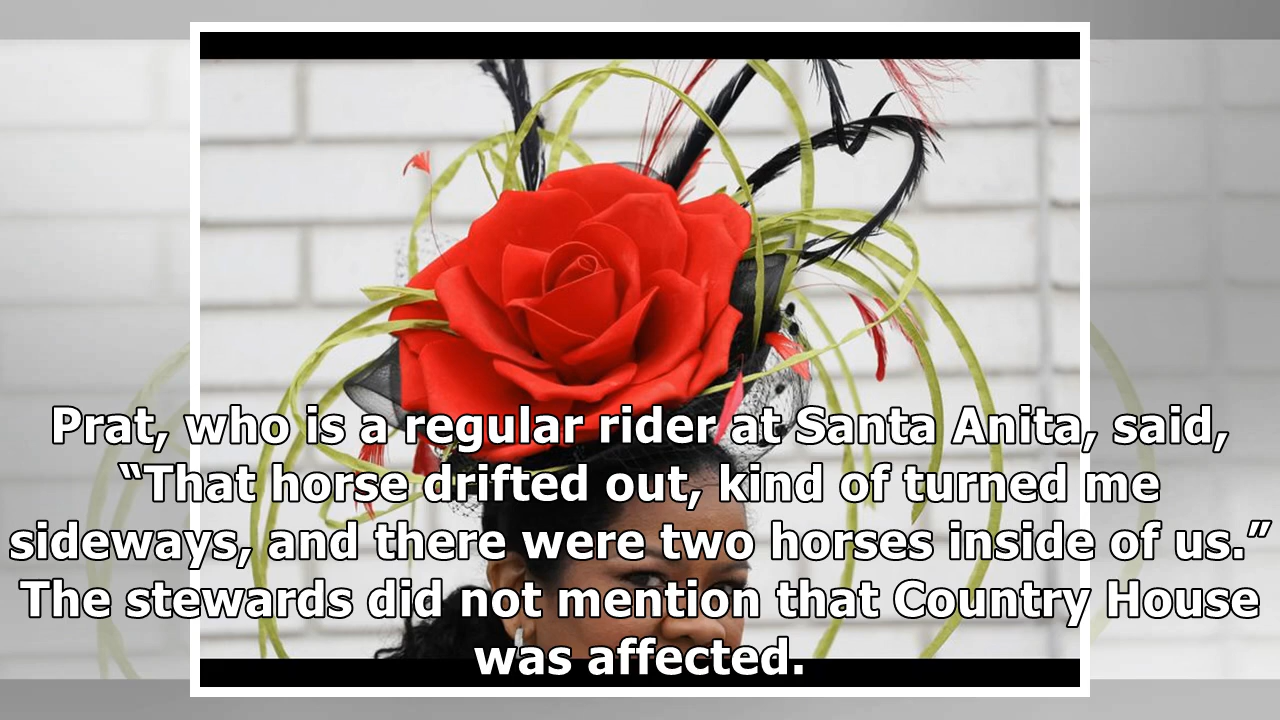 Prat, who is a regular rider at Santa Anita, said,
“That horse drifted out, kind of turned me
sideways, and there were two horses inside of us.”
The stewards did not mention that Country House
was affected.